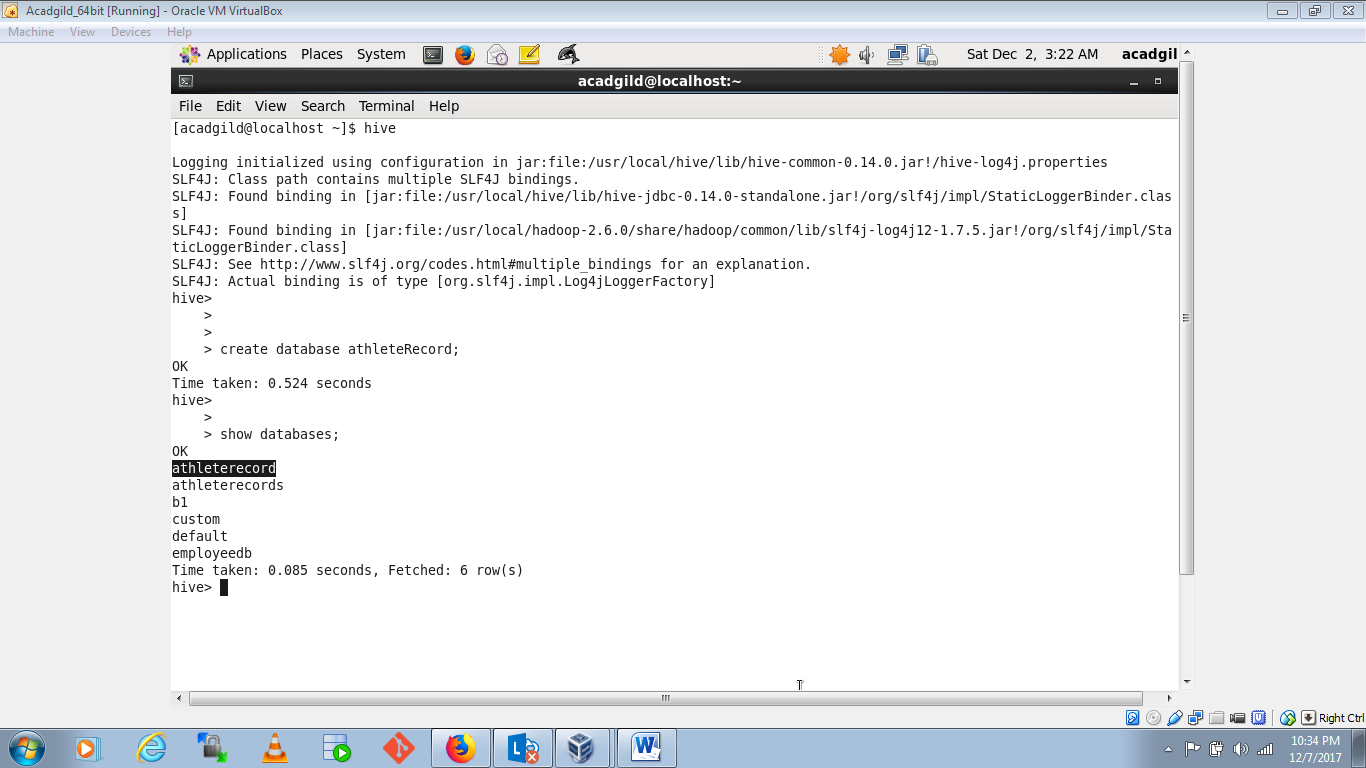 Acadgild_64bit [Running] - Oracle VM VirtualBox
Machine View Devices Help
Applications Places System Sat Dec 2, 3:22 AM acadgil
acadgild@localhost:~
File Edit View Search Terminal Help
[acadgild@localhost ~]$ hive
Logging initialized using configuration in jar:file:/usr/local/hive/lib/hive-common-0.14.0.jar!/hive-log4j.properties
SLF4J: Class path contains multiple SLF4J bindings.
SLF4J: Found binding in [jar:file:/usr/local/hive/lib/hive-jdbc-0.14.0-standalone.jar!/org/slf4j/impl/StaticLoggerBinder.clas
s]
SLF4J: Found binding in [jar:file:/usr/local/hadoop-2.6.0/share/hadoop/common/lib/slf4j-log4j12-1.7.5.jar!/org/slf4j/impl/Sta
ticLoggerBinder.class]
SLF4J: See http://www.slf4j.org/codes.html#multiple_bindings for an explanation.
SLF4J: Actual binding is of type [org.slf4j.impl.Log4jLoggerFactory]
hive>
>
>
> create database athleteRecord;
OK
Time taken: 0.524 seconds
hive>
>
> show databases;
OK
athleterecord
athleterecords
b1
custom
default
employeedb
Time taken: 0.085 seconds, Fetched: 6 row(s)
hive>
Right Ctrl
10:34 PM
12/7/2017